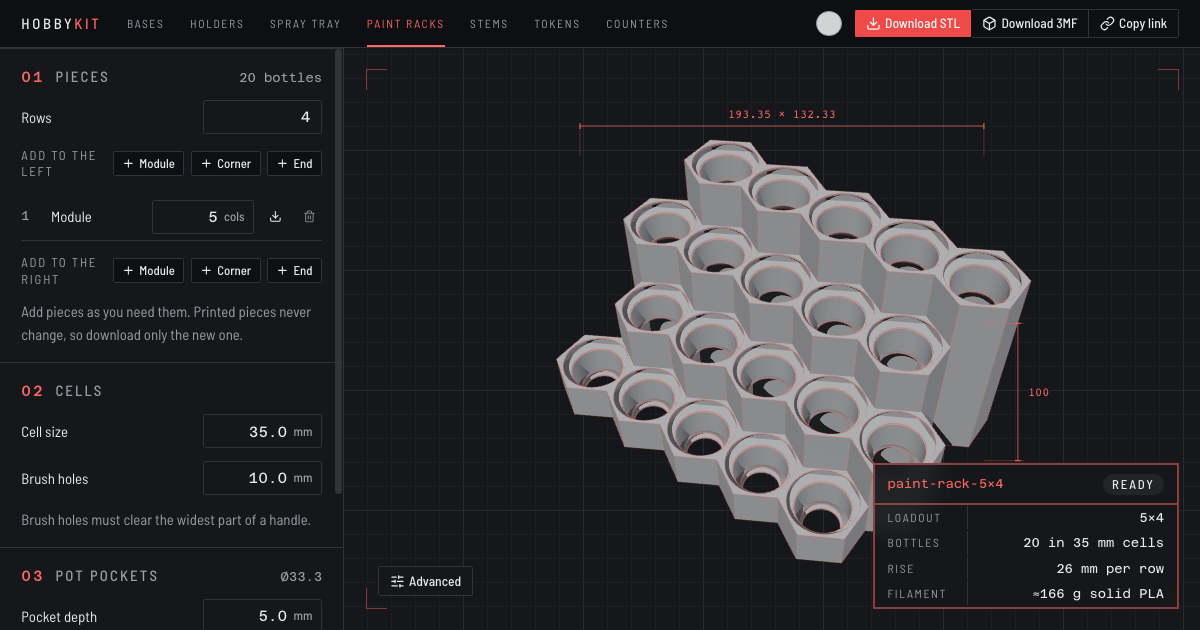 HOBBYKIT BASES HOLDERS SPRAY TRAY PAINT RACKS STEMS TOKENS COUNTERS Download STL Download 3MF Copy link
01 PIECES 20 bottles
Rows 4
ADD TO THE LEFT + Module + Corner + End
1 Module 5 cols
ADD TO THE RIGHT + Module + Corner + End
Add pieces as you need them. Printed pieces never
change, so download only the new one.
02 CELLS
Cell size 35.0 mm
Brush holes 10.0 mm
Brush holes must clear the widest part of a handle.
03 POT POCKETS Ø33.3
Pocket depth 5.0 mm
193.35 × 132.33
100
Advanced
paint-rack-5×4 READY
LOADOUT 5×4
BOTTLES 20 in 35 mm cells
RISE 26 mm per row
FILAMENT ≈166 g solid PLA